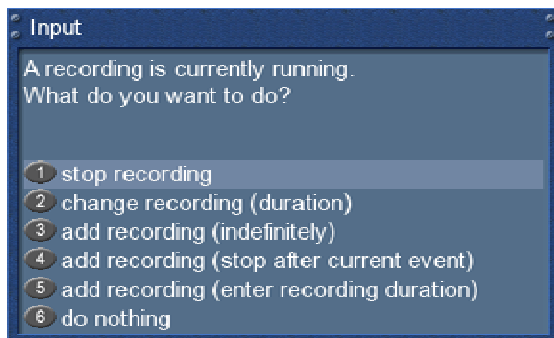 Input
A recording is currently running.
What do you want to do?
1 stop recording
2 change recording (duration)
3 add recording (indefinitely)
4 add recording (stop after current event)
5 add recording (enter recording duration)
6 do nothing